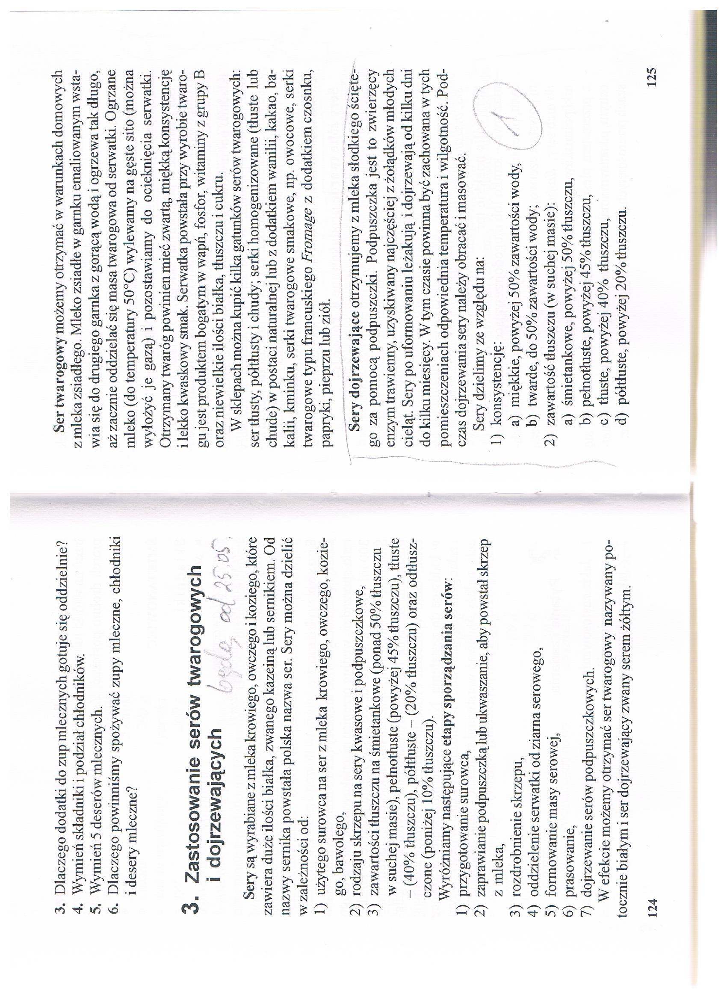 3. Dlaczego dodatki do zup mlecznych gotuje się oddzielnie?
4. Wymień składniki i podział chłodników.
5. Wymień 5 deserów mlecznych.
6. Dlaczego powinniśmy spożywać zupy mleczne, chłodniki
i desery mleczne?
3. Zastosowanie serów twarogowych
i dojrzewających
będę od 25.05.
Sery są wyrabiane z mleka krowiego, owczego i koziego, które
zawiera duże ilości białka, zwanego kazeiną lub sernikiem. Od
nazwy sernika powstała polska nazwa ser. Sery można dzielić
w zależności od:
1) użytego surowca na ser z mleka krowiego, owczego, kozie-
go, bawolego,
2) rodzaju skrzepu na sery kwasowe i podpuszczkowe,
3) zawartości tłuszczu na śmietankowe (ponad 50% tłuszczu
w suchej masie), pełnotłuste (powyżej 45% tłuszczu), tłuste
– (40% tłuszczu), półtłuste – (20% tłuszczu) oraz odtłusz-
czone (poniżej 10% tłuszczu).
Wyróżniamy następujące etapy sporządzania serów:
1) przygotowanie surowca,
2) zaprawianie podpuszczką lub ukwaszanie, aby powstał skrzep
z mleka,
3) rozdrobnienie skrzepu,
4) oddzielenie serwatki od ziarna serowego,
5) formowanie masy serowej,
6) prasowanie,
7) dojrzewanie serów podpuszczkowych.
W efekcie możemy otrzymać ser twarogowy nazywany po-
tocznie białym i ser dojrzewający zwany serem żółtym.
124
Ser twarogowy możemy otrzymać w warunkach domowych
z mleka zsiadłego. Mleko zsiadłe w garnku emaliowanym wsta-
wia się do drugiego garnka z gorącą wodą i ogrzewa tak długo,
aż zacznie oddzielać się masa twarogowa od serwatki. Ogrzane
mleko (do temperatury 50°C) wylewamy na gęste sito (można
wyłożyć je gazą) i pozostawiamy do ocieknięcia serwatki.
Otrzymany twaróg powinien mieć zwartą, miękką konsystencję
i lekko kwaskowy smak. Serwatka powstała przy wyrobie twaro-
gu jest produktem bogatym w wapń, fosfor, witaminy z grupy B
oraz niewielkie ilości białka, tłuszczu i cukru.
W sklepach można kupić kilka gatunków serów twarogowych:
ser tłusty, półtłusty i chudy; serki homogenizowane (tłuste lub
chude) w postaci naturalnej lub z dodatkiem wanilii, kakao, ba-
kalii, kminku, serki twarogowe smakowe, np. owocowe, serki
twarogowe typu francuskiego Fromage z dodatkiem czosnku,
papryki, pieprzu lub ziół.
Sery dojrzewające otrzymujemy z mleka słodkiego ścięte-
go za pomocą podpuszczki. Podpuszczka jest to zwierzęcy
enzym trawienny, uzyskiwany najczęściej z żołądków młodych
cieląt. Sery po uformowaniu leżakują i dojrzewają od kilku dni
do kilku miesięcy. W tym czasie powinna być zachowana w tych
pomieszczeniach odpowiednia temperatura i wilgotność. Pod-
czas dojrzewania sery należy obracać i masować.
Sery dzielimy ze względu na:
1) konsystencję:
a) miękkie, powyżej 50% zawartości wody,
b) twarde, do 50% zawartości wody;
2) zawartość tłuszczu (w suchej masie):
a) śmietankowe, powyżej 50% tłuszczu,
b) pełnotłuste, powyżej 45% tłuszczu,
c) tłuste, powyżej 40% tłuszczu,
d) półtłuste, powyżej 20% tłuszczu.
1
125